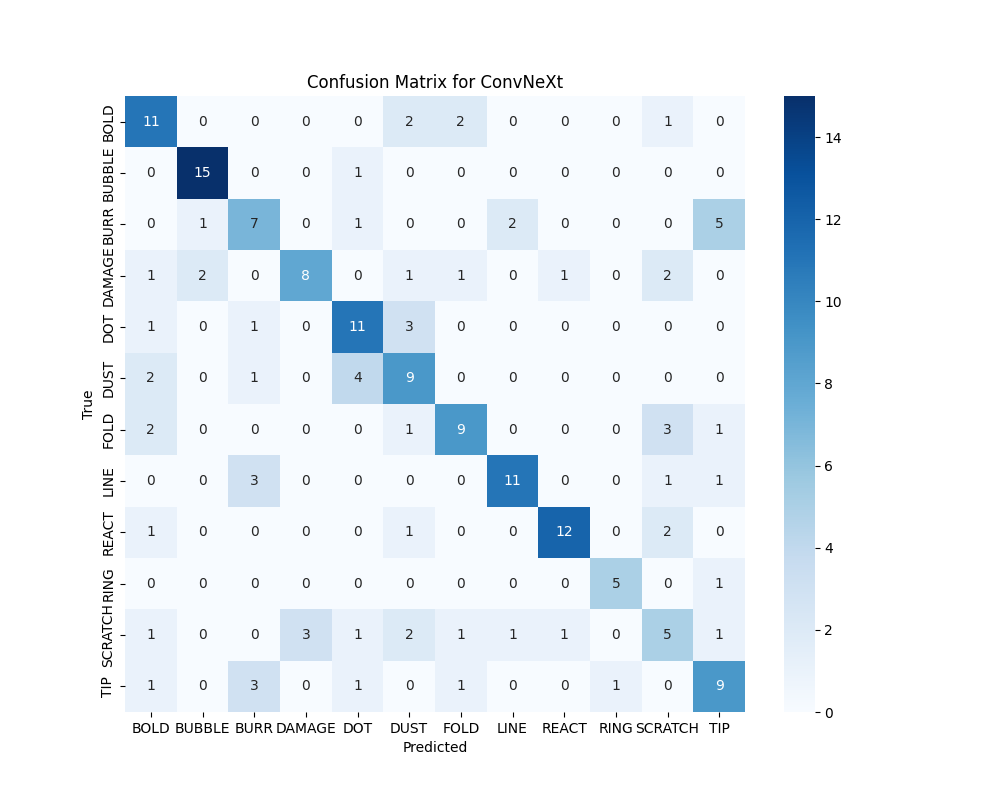 Confusion Matrix for ConvNeXt
BOLD 11 0 0 0 0 2 2 0 0 0 1 0
BUBBLE 0 15 0 0 1 0 0 0 0 0 0 0
BURR 0 1 7 0 1 0 0 2 0 0 0 5
DAMAGE 1 2 0 8 0 1 1 0 1 0 2 0
DOT 1 0 1 0 11 3 0 0 0 0 0 0
DUST 2 0 1 0 4 9 0 0 0 0 0 0
FOLD 2 0 0 0 0 1 9 0 0 0 3 1
LINE 0 0 3 0 0 0 0 11 0 0 1 1
REACT 1 0 0 0 0 1 0 0 12 0 2 0
RING 0 0 0 0 0 0 0 0 0 5 0 1
SCRATCH 1 0 0 3 1 2 1 1 1 0 5 1
TIP 1 0 3 0 1 0 1 0 0 1 0 9
BOLD BUBBLE BURR DAMAGE DOT DUST FOLD LINE REACT RING SCRATCH TIP
Predicted
True
14
12
10
8
6
4
2
0